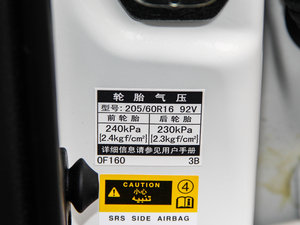 轮胎气压
型号:205/60R16 92V
前轮胎 后轮胎
240kPa 230kPa
[2.4kgf/cm²] [2.3kgf/cm²]
详细信息请参见用户手册
0F160 3B
CAUTION
小心
تنبيه
4
SRS SIDE AIRBAG